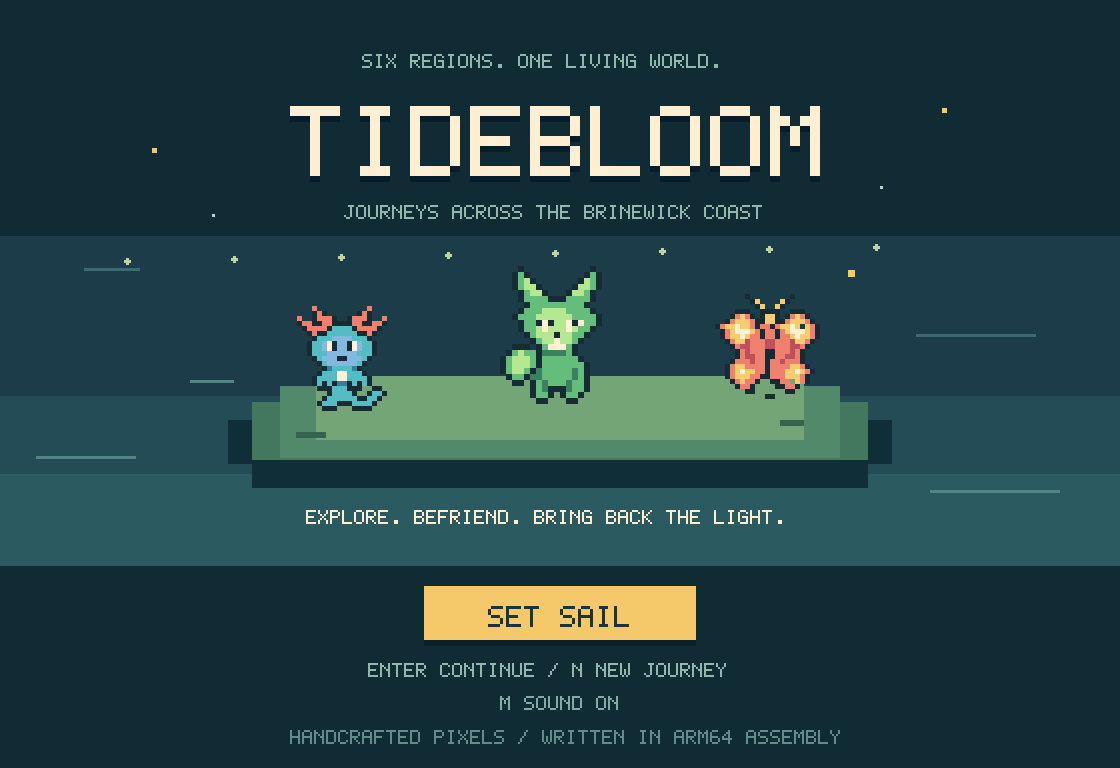 SIX REGIONS. ONE LIVING WORLD.
TIDEBLOOM
JOURNEYS ACROSS THE BRINEWICK COAST
EXPLORE. BEFRIEND. BRING BACK THE LIGHT.
SET SAIL
ENTER CONTINUE / N NEW JOURNEY
M SOUND ON
HANDCRAFTED PIXELS / WRITTEN IN ARM64 ASSEMBLY